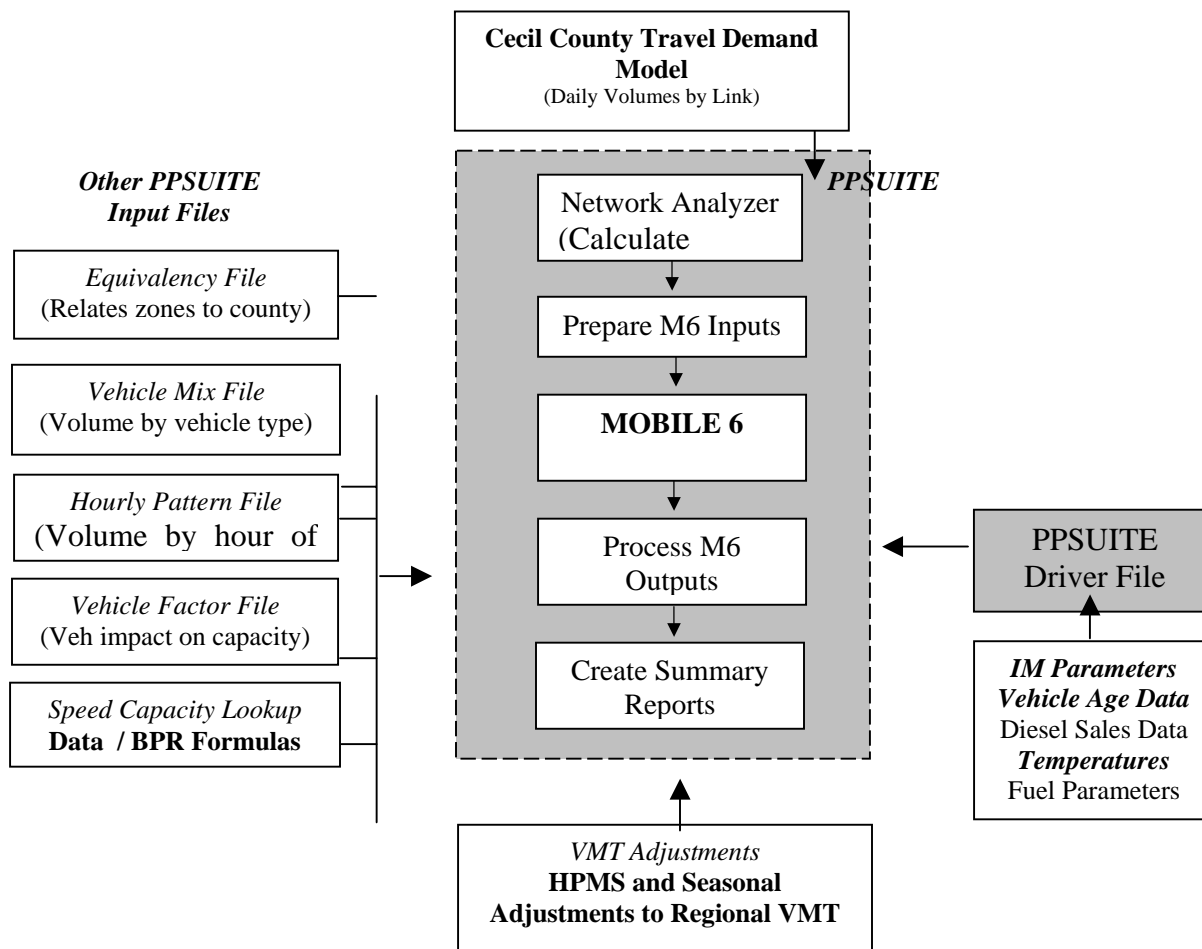 Cecil County Travel Demand
Model
(Daily Volumes by Link)
Other PPSUITE
Input Files
PPSUITE
Equivalency File
(Relates zones to county)
Vehicle Mix File
(Volume by vehicle type)
Hourly Pattern File
(Volume by hour of
Vehicle Factor File
(Veh impact on capacity)
Speed Capacity Lookup
Data / BPR Formulas
Network Analyzer
(Calculate
Prepare M6 Inputs
MOBILE 6
Process M6
Outputs
Create Summary
Reports
PPSUITE
Driver File
IM Parameters
Vehicle Age Data
Diesel Sales Data
Temperatures
Fuel Parameters
VMT Adjustments
HPMS and Seasonal
Adjustments to Regional VMT